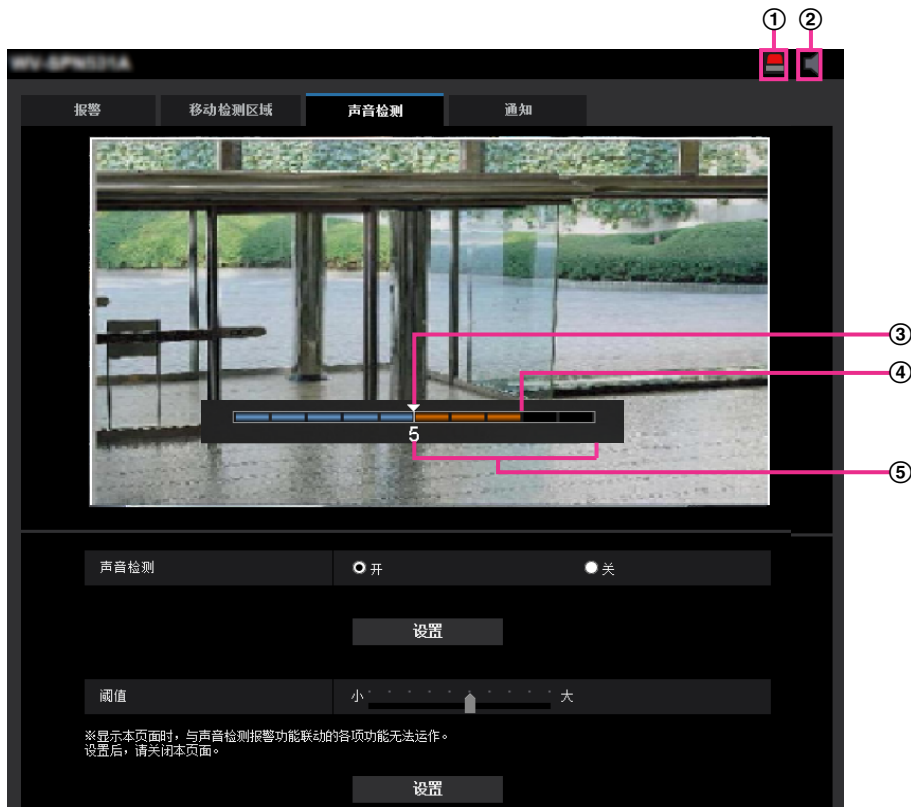 ① ②
WV-SPN531A
报警 移动检测区域 声音检测 通知
③
④
5
⑤
声音检测 开 关
设置
阈值 小 大
※显示本页面时，与声音检测报警功能联动的各项功能无法运作。
设置后，请关闭本页面。
设置